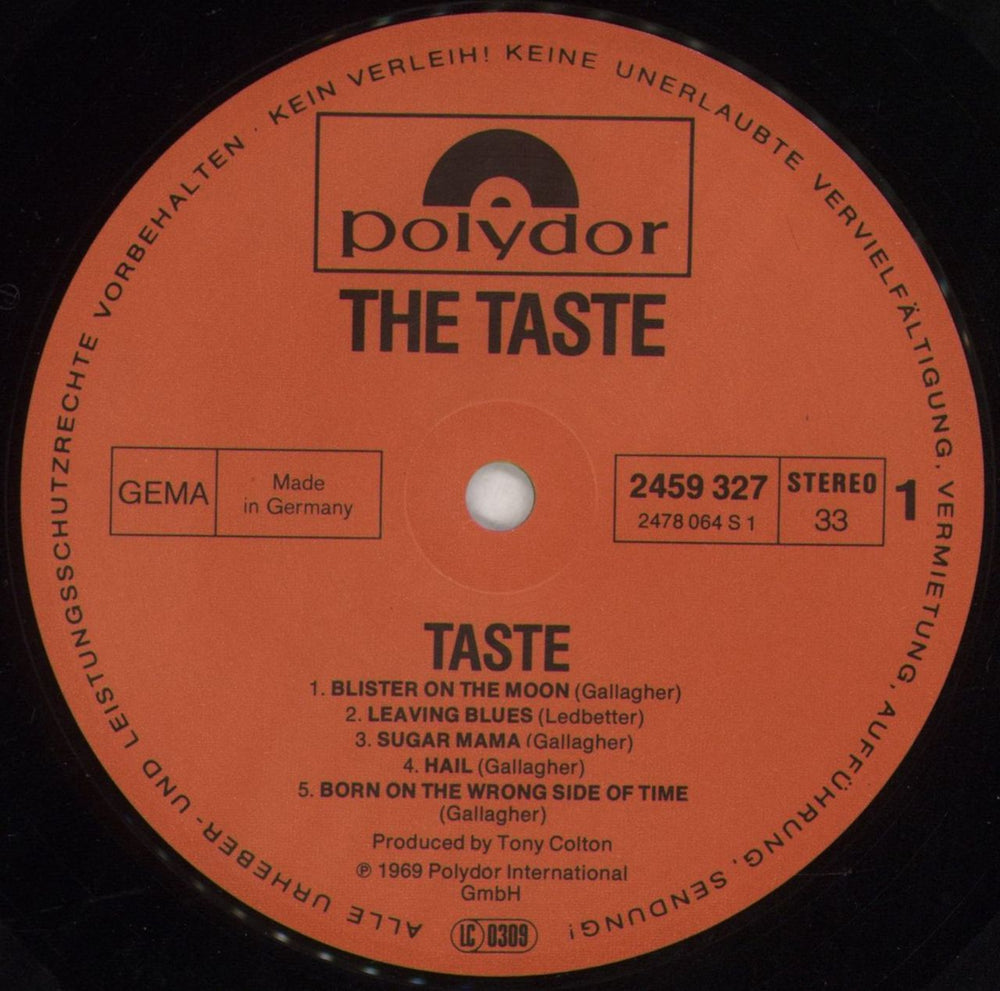 ALLE URHEBER- UND LEISTUNGSSCHUTZRECHTE VORBEHALTEN · KEIN VERLEIH! KEINE UNERLAUBTE VERVIELFÄLTIGUNG, VERMIETUNG, AUFFÜHRUNG, SENDUNG!
polydor
THE TASTE
GEMA
Made
in Germany
2459 327
2478 064 S 1
STEREO
33
1
TASTE
1. BLISTER ON THE MOON (Gallagher)
2. LEAVING BLUES (Ledbetter)
3. SUGAR MAMA (Gallagher)
4. HAIL (Gallagher)
5. BORN ON THE WRONG SIDE OF TIME
(Gallagher)
Produced by Tony Colton
℗ 1969 Polydor International
GmbH
LC 0309